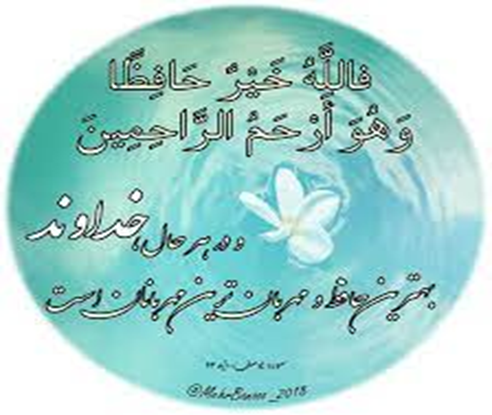 فَاللَّهُ خَيْرٌ حَافِظًا
وَهُوَ أَرْحَمُ الرَّاحِمِينَ
و در هر حال، خداوند
بهترین حافظ و مهربان ترین مهربانان است